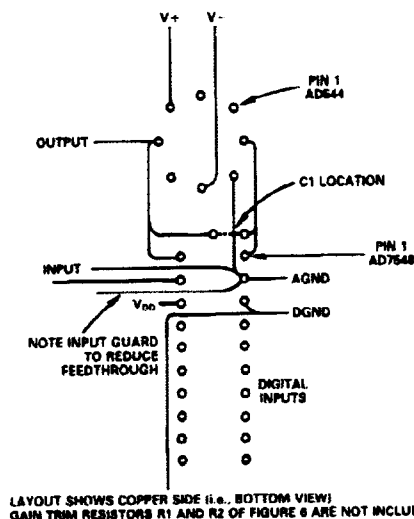 V+
V-
PIN 1
AD544
OUTPUT
C1 LOCATION
PIN 1
AD7548
INPUT
AGND
VDD
DGND
NOTE INPUT GUARD
TO REDUCE
FEEDTHROUGH
DIGITAL
INPUTS
LAYOUT SHOWS COPPER SIDE (i.e., BOTTOM VIEW)
GAIN TRIM RESISTORS R1 AND R2 OF FIGURE 6 ARE NOT INCLU